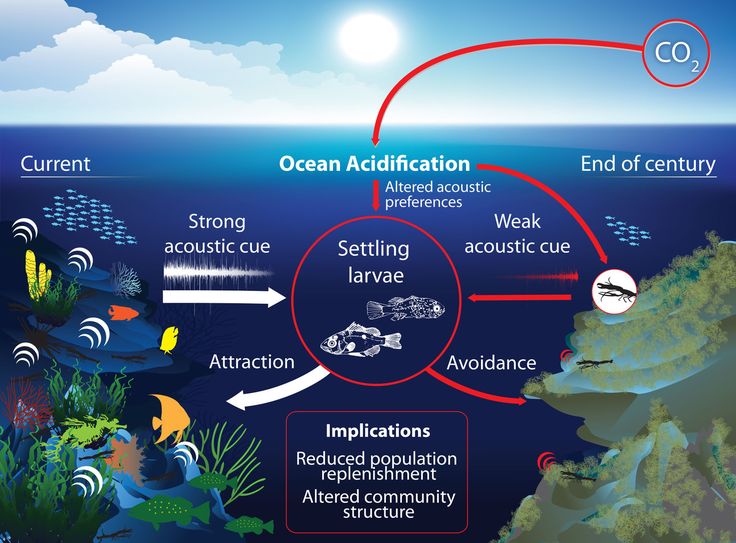 CO2
Current
Ocean Acidification
End of century
Altered acoustic
preferences
Strong
acoustic cue
Weak
acoustic cue
Settling
larvae
Attraction
Avoidance
Implications
Reduced population
replenishment
Altered community
structure